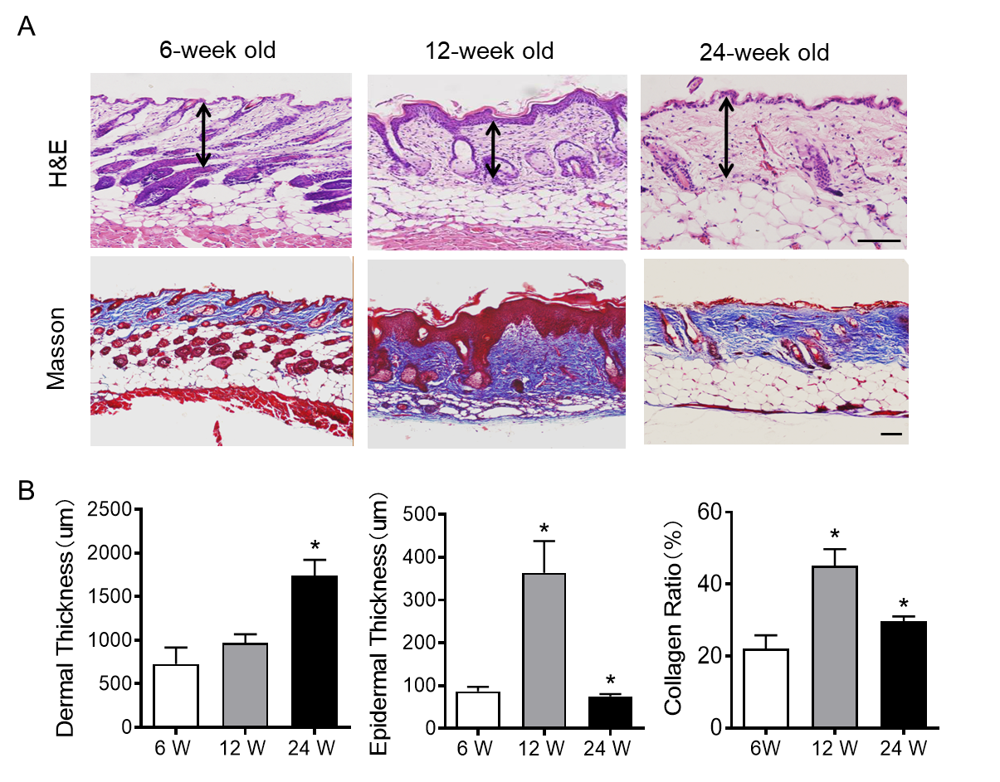 A
6-week old
12-week old
24-week old
H&E
Masson
B
Dermal Thickness（um）
2500
2000
1500
1000
500
0
*
6 W
12 W
24 W
Epidermal Thickness（um）
500
400
300
200
100
0
*
*
6 W
12 W
24 W
Collagen Ratio（%）
60
40
20
0
*
*
6W
12 W
24 W